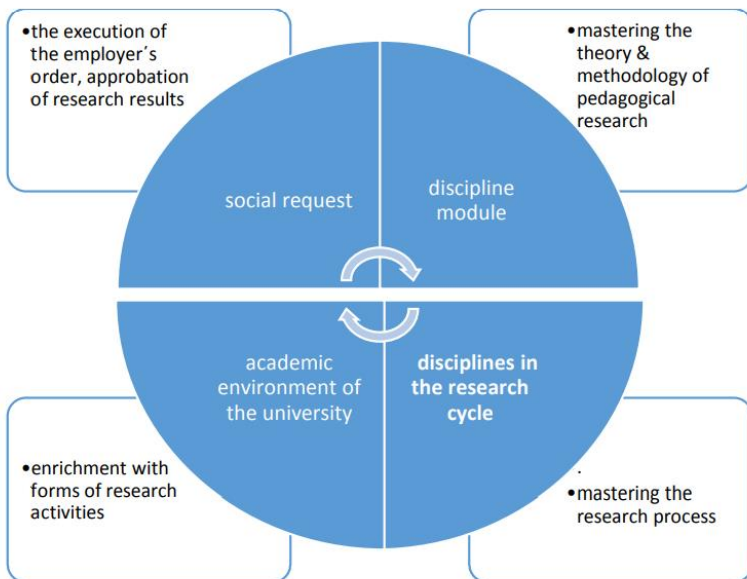 •the execution of
the employer´s
order, approbation
of research results
•mastering the
theory &
methodology of
pedagogical
research
social request
discipline
module
academic
environment of
the university
disciplines in
the research
cycle
•enrichment with
forms of research
activities
.
•mastering the
research process